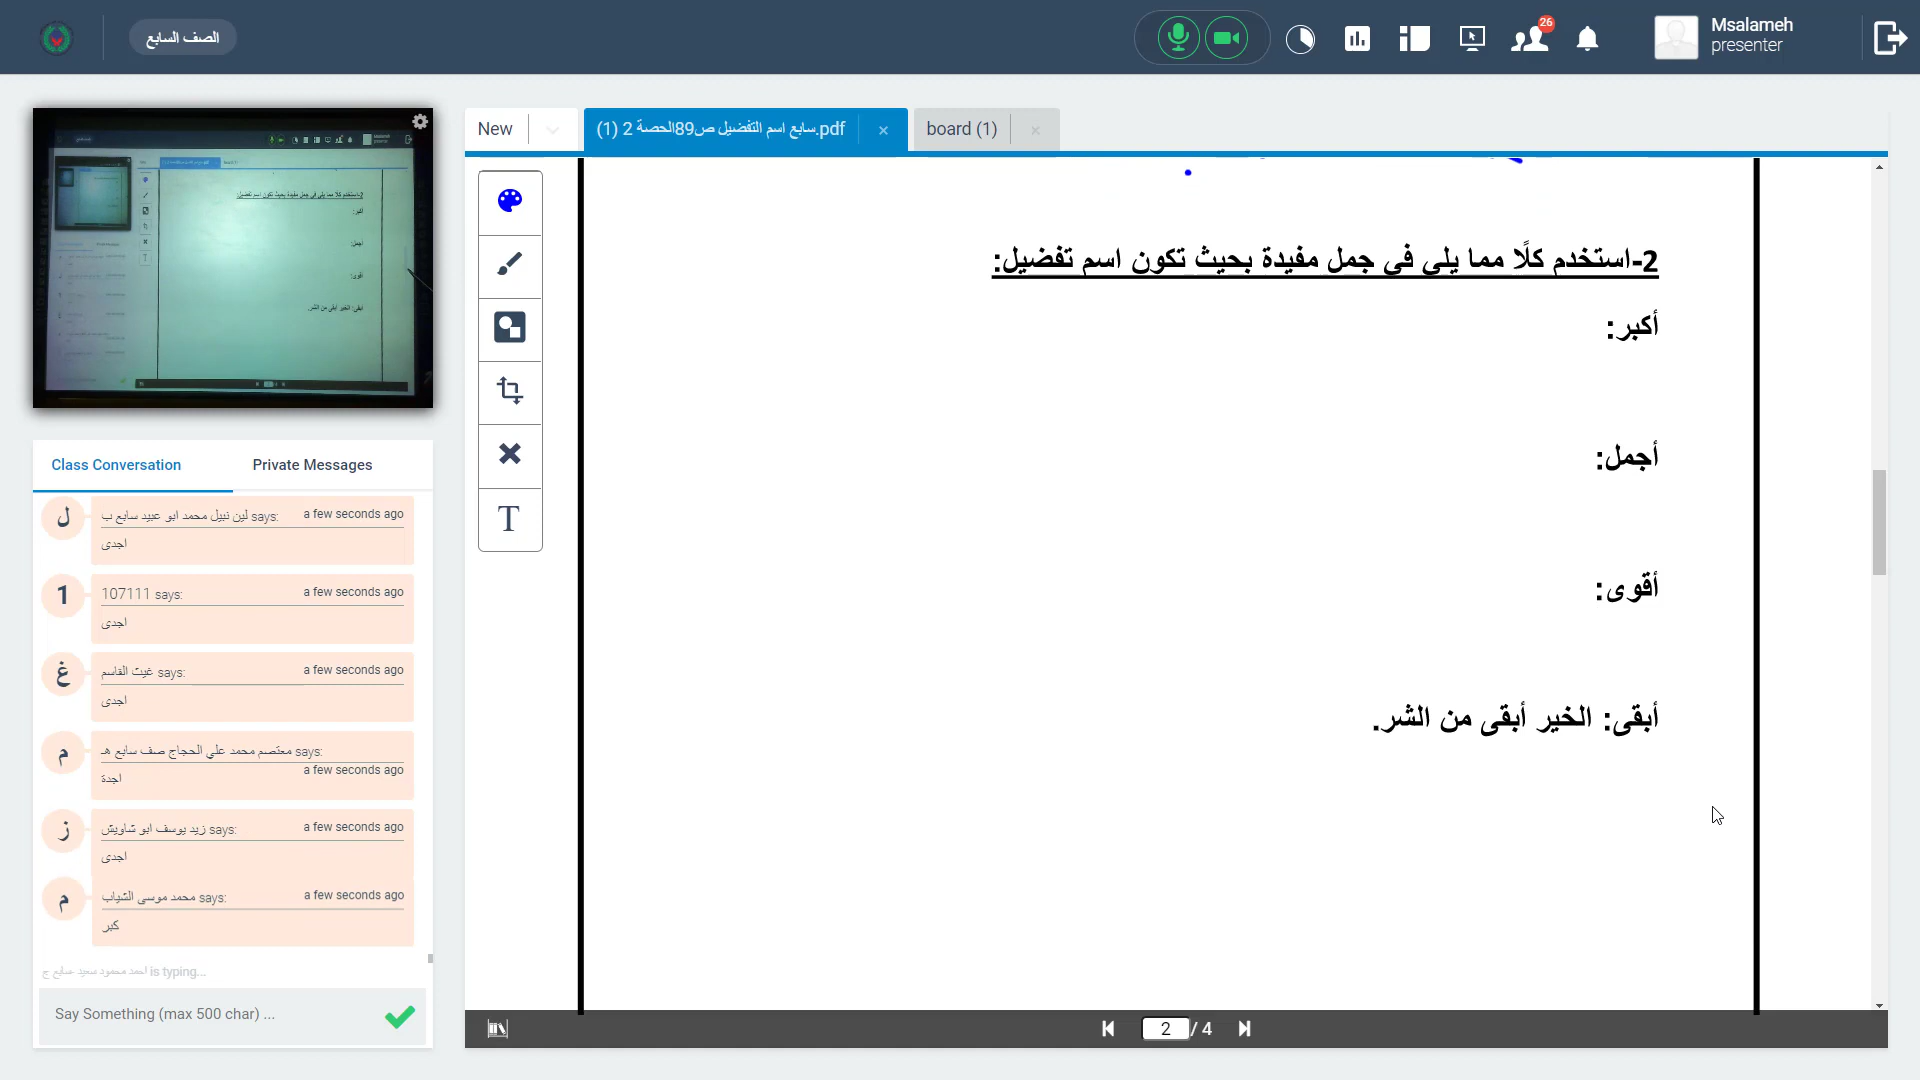 الصف السابع
26
Msalameh
presenter
New
سابع اسم التفضيل ص89الحصة 2 (1).pdf
board (1)
2-استخدم كلًا مما يلي في جمل مفيدة بحيث تكون اسم تفضيل:
أكبر:
أجمل:
أقوى:
أبقى: الخير أبقى من الشر.
Class Conversation
Private Messages
ل
لين نبيل محمد ابو عبيد سابع ب says:
a few seconds ago
اجدى
1
107111 says:
a few seconds ago
اجدى
غ
غيث القاسم says:
a few seconds ago
اجدى
م
معتصم محمد علي الحجاج صف سابع هـ says:
a few seconds ago
اجدة
ز
زيد يوسف ابو شاويش says:
a few seconds ago
اجدى
م
محمد موسى الشياب says:
a few seconds ago
كبر
احمد محمود سعيد سابع ج is typing...
Say Something (max 500 char) ...
T
2 / 4